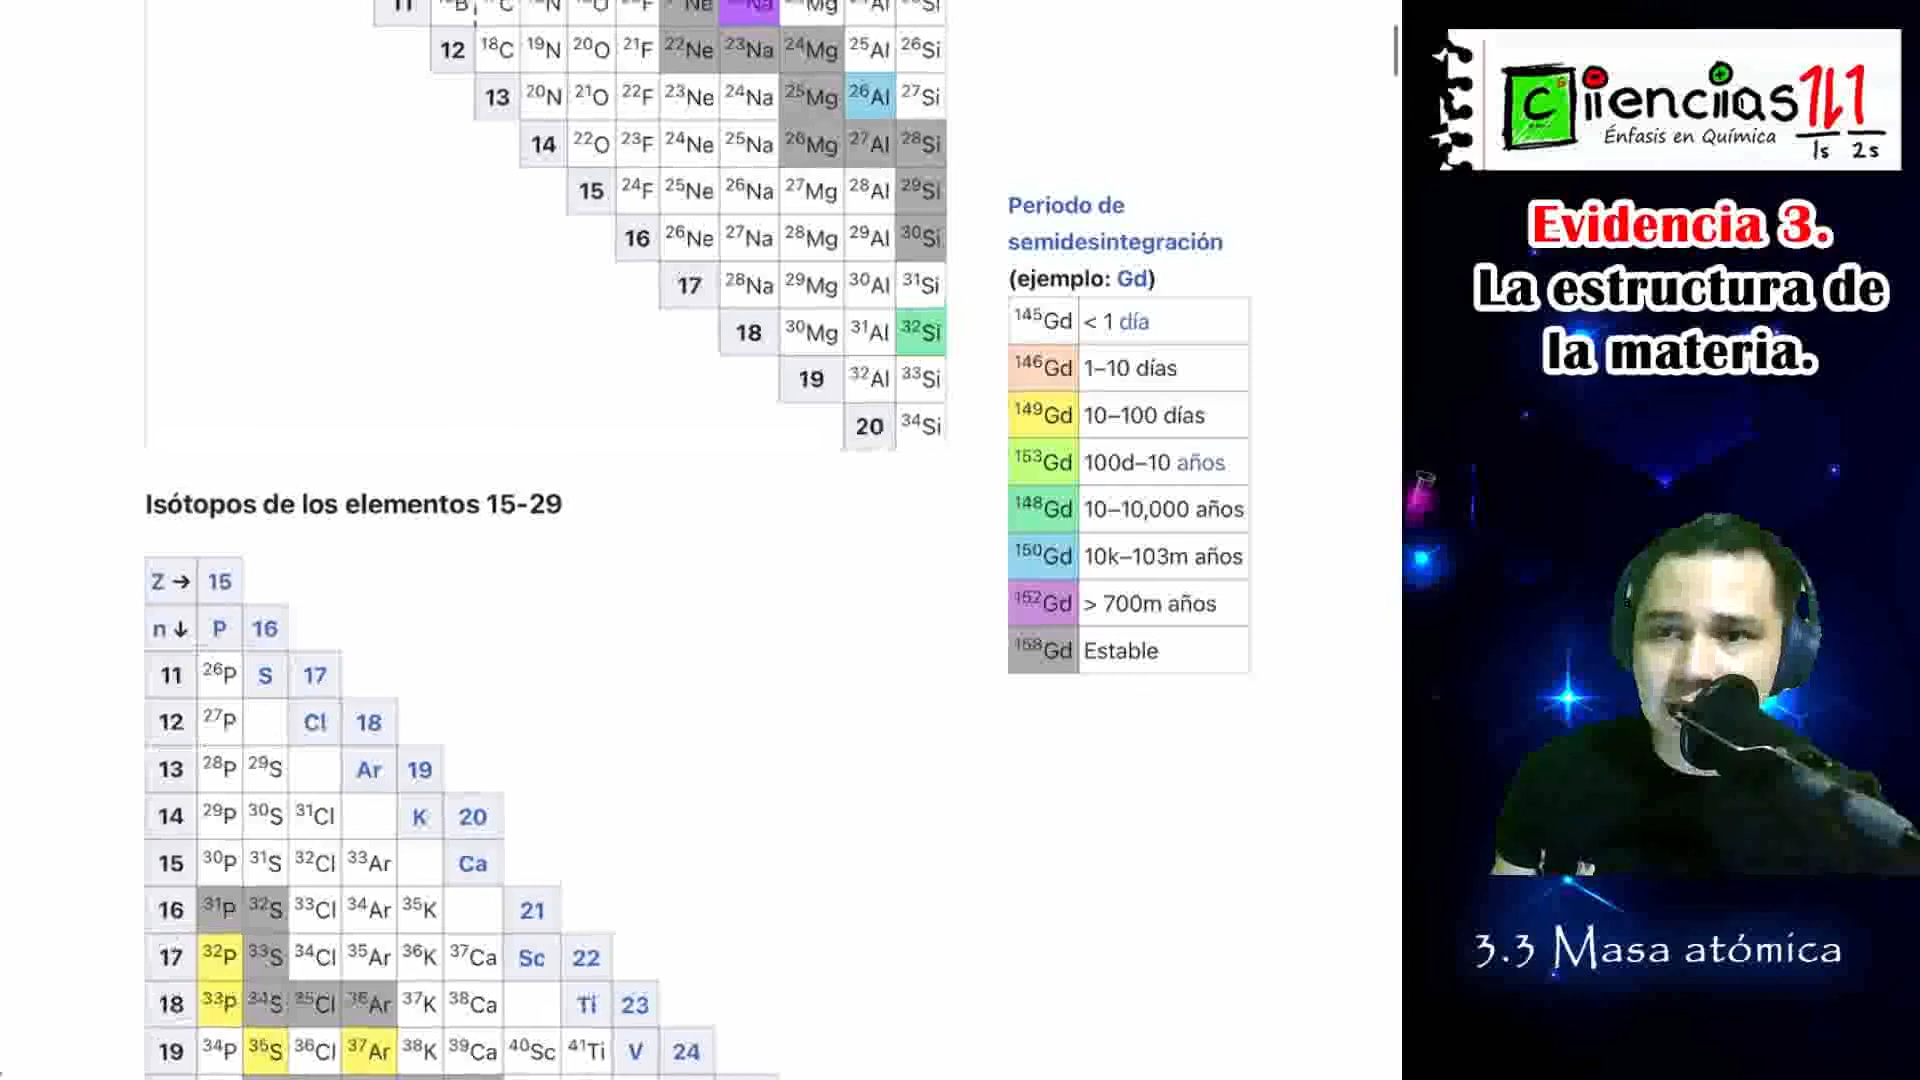 11 B C N O F Ne Na Mg Al Si
12 ¹⁸C ¹⁹N ²⁰O ²¹F ²²Ne ²³Na ²⁴Mg ²⁵Al ²⁶Si
13 ²⁰N ²¹O ²²F ²³Ne ²⁴Na ²⁵Mg ²⁶Al ²⁷Si
14 ²²O ²³F ²⁴Ne ²⁵Na ²⁶Mg ²⁷Al ²⁸Si
15 ²⁴F ²⁵Ne ²⁶Na ²⁷Mg ²⁸Al ²⁹Si
16 ²⁶Ne ²⁷Na ²⁸Mg ²⁹Al ³⁰Si
17 ²⁸Na ²⁹Mg ³⁰Al ³¹Si
18 ³⁰Mg ³¹Al ³²Si
19 ³²Al ³³Si
20 ³⁴Si
Periodo de
semidesintegración
(ejemplo: Gd)
¹⁴⁵Gd < 1 día
¹⁴⁶Gd 1–10 días
¹⁴⁹Gd 10–100 días
¹⁵³Gd 100d–10 años
¹⁴⁸Gd 10–10,000 años
¹⁵⁰Gd 10k–103m años
¹⁵²Gd > 700m años
¹⁵⁸Gd Estable
Isótopos de los elementos 15-29
Z → 15
n ↓ P 16
11 ²⁶P S 17
12 ²⁷P Cl 18
13 ²⁸P ²⁹S Ar 19
14 ²⁹P ³⁰S ³¹Cl K 20
15 ³⁰P ³¹S ³²Cl ³³Ar Ca
16 ³¹P ³²S ³³Cl ³⁴Ar ³⁵K 21
17 ³²P ³³S ³⁴Cl ³⁵Ar ³⁶K ³⁷Ca Sc 22
18 ³³P ³⁴S ³⁵Cl ³⁶Ar ³⁷K ³⁸Ca Ti 23
19 ³⁴P ³⁵S ³⁶Cl ³⁷Ar ³⁸K ³⁹Ca ⁴⁰Sc ⁴¹Ti V 24
C 6 iienciias 1s 2s
Énfasis en Química
Evidencia 3.
La estructura de
la materia.
3.3 Masa atómica